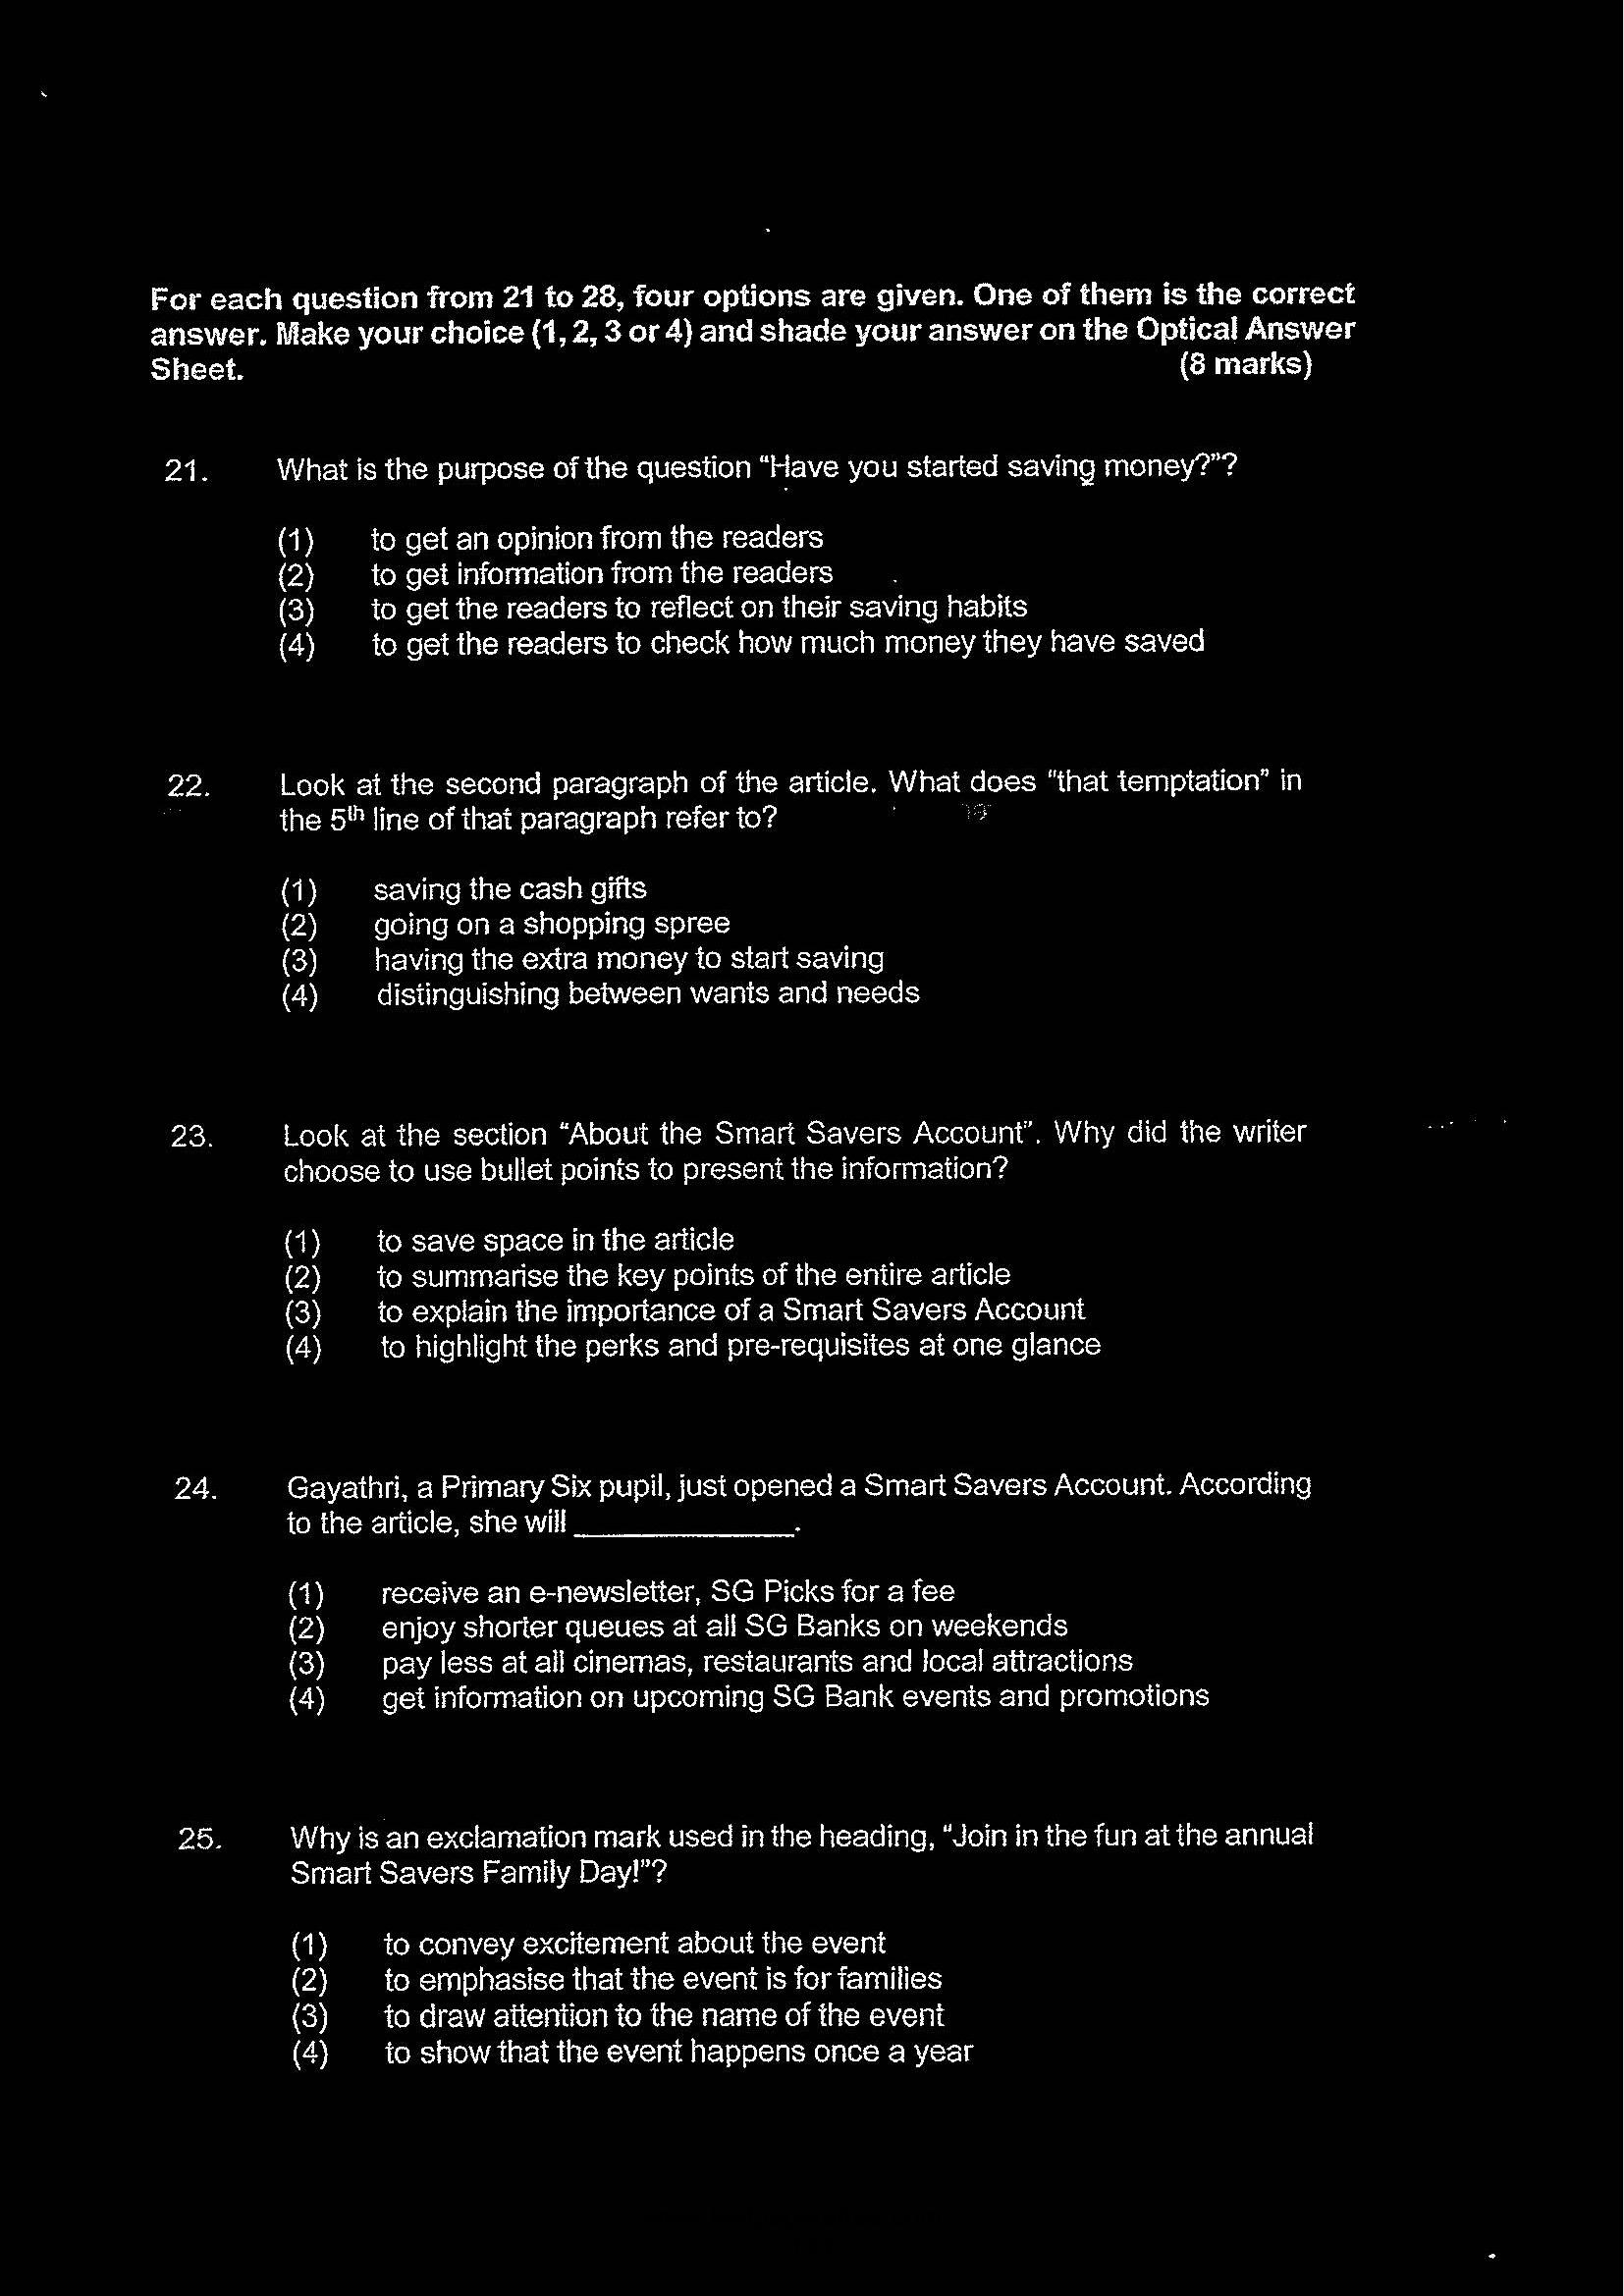 For each question from 21 to 28, four options are given. One of them is the correct
answer. Make your choice (1, 2, 3 or 4) and shade your answer on the Optical Answer
Sheet. (8 marks)
21. What is the purpose of the question “Have you started saving money?”?
(1) to get an opinion from the readers
(2) to get information from the readers
(3) to get the readers to reflect on their saving habits
(4) to get the readers to check how much money they have saved
22. Look at the second paragraph of the article. What does "that temptation" in
the 5th line of that paragraph refer to?
(1) saving the cash gifts
(2) going on a shopping spree
(3) having the extra money to start saving
(4) distinguishing between wants and needs
23. Look at the section “About the Smart Savers Account”. Why did the writer
choose to use bullet points to present the information?
(1) to save space in the article
(2) to summarise the key points of the entire article
(3) to explain the importance of a Smart Savers Account
(4) to highlight the perks and pre-requisites at one glance
24. Gayathri, a Primary Six pupil, just opened a Smart Savers Account. According
to the article, she will ______________.
(1) receive an e-newsletter, SG Picks for a fee
(2) enjoy shorter queues at all SG Banks on weekends
(3) pay less at all cinemas, restaurants and local attractions
(4) get information on upcoming SG Bank events and promotions
25. Why is an exclamation mark used in the heading, “Join in the fun at the annual
Smart Savers Family Day!”?
(1) to convey excitement about the event
(2) to emphasise that the event is for families
(3) to draw attention to the name of the event
(4) to show that the event happens once a year